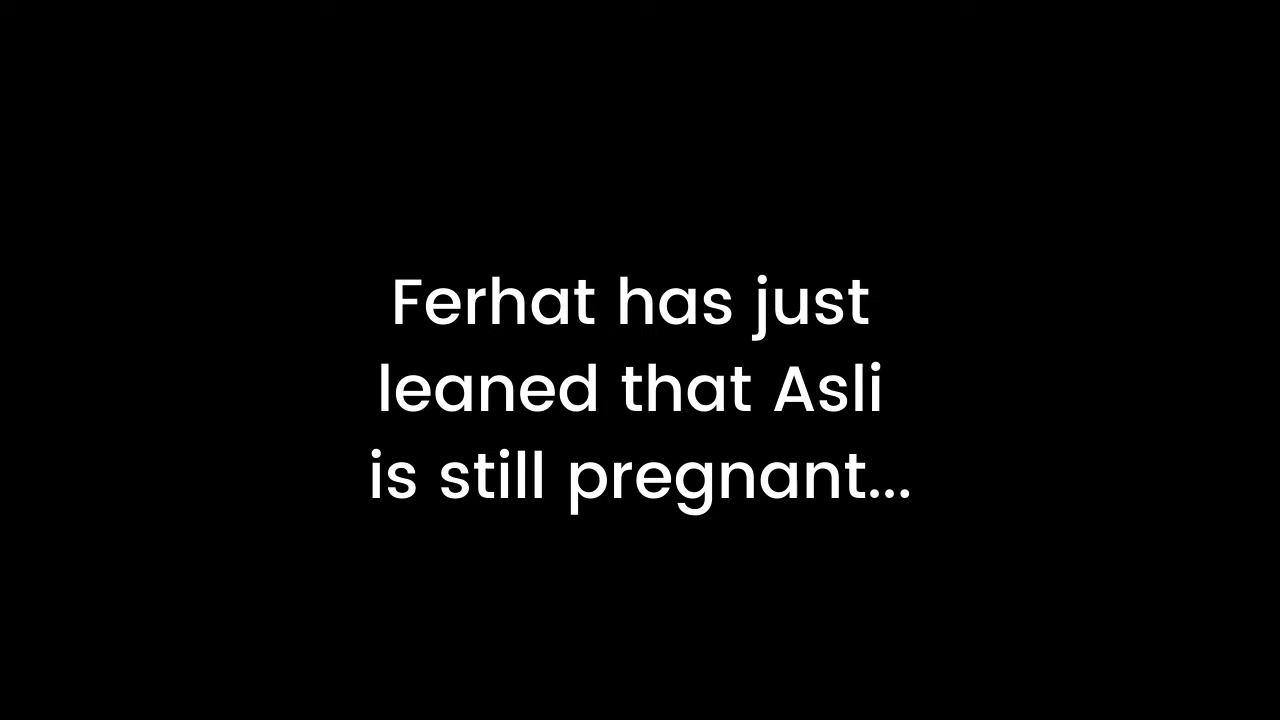 Ferhat has just
leaned that Asli
is still pregnant...